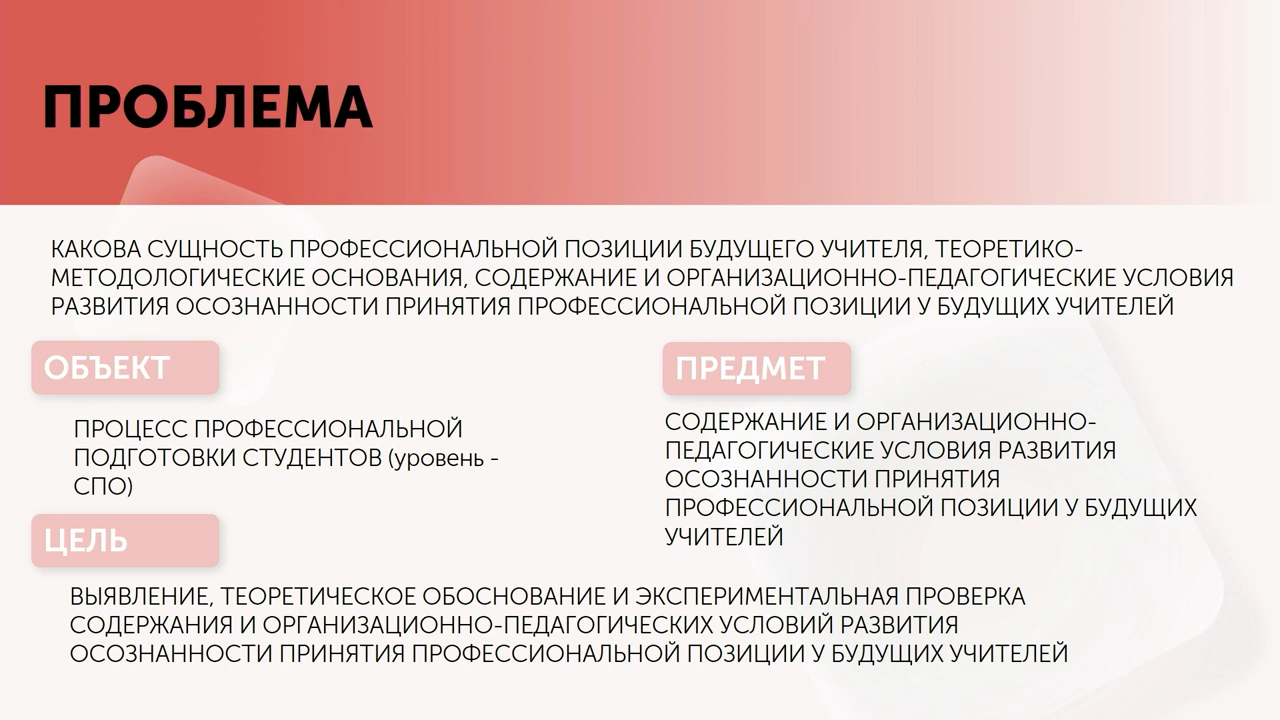 ПРОБЛЕМА
КАКОВА СУЩНОСТЬ ПРОФЕССИОНАЛЬНОЙ ПОЗИЦИИ БУДУЩЕГО УЧИТЕЛЯ, ТЕОРЕТИКО-
МЕТОДОЛОГИЧЕСКИЕ ОСНОВАНИЯ, СОДЕРЖАНИЕ И ОРГАНИЗАЦИОННО-ПЕДАГОГИЧЕСКИЕ УСЛОВИЯ
РАЗВИТИЯ ОСОЗНАННОСТИ ПРИНЯТИЯ ПРОФЕССИОНАЛЬНОЙ ПОЗИЦИИ У БУДУЩИХ УЧИТЕЛЕЙ
ОБЪЕКТ
ПРОЦЕСС ПРОФЕССИОНАЛЬНОЙ
ПОДГОТОВКИ СТУДЕНТОВ (уровень -
СПО)
ПРЕДМЕТ
СОДЕРЖАНИЕ И ОРГАНИЗАЦИОННО-
ПЕДАГОГИЧЕСКИЕ УСЛОВИЯ РАЗВИТИЯ
ОСОЗНАННОСТИ ПРИНЯТИЯ
ПРОФЕССИОНАЛЬНОЙ ПОЗИЦИИ У БУДУЩИХ
УЧИТЕЛЕЙ
ЦЕЛЬ
ВЫЯВЛЕНИЕ, ТЕОРЕТИЧЕСКОЕ ОБОСНОВАНИЕ И ЭКСПЕРИМЕНТАЛЬНАЯ ПРОВЕРКА
СОДЕРЖАНИЯ И ОРГАНИЗАЦИОННО-ПЕДАГОГИЧЕСКИХ УСЛОВИЙ РАЗВИТИЯ
ОСОЗНАННОСТИ ПРИНЯТИЯ ПРОФЕССИОНАЛЬНОЙ ПОЗИЦИИ У БУДУЩИХ УЧИТЕЛЕЙ